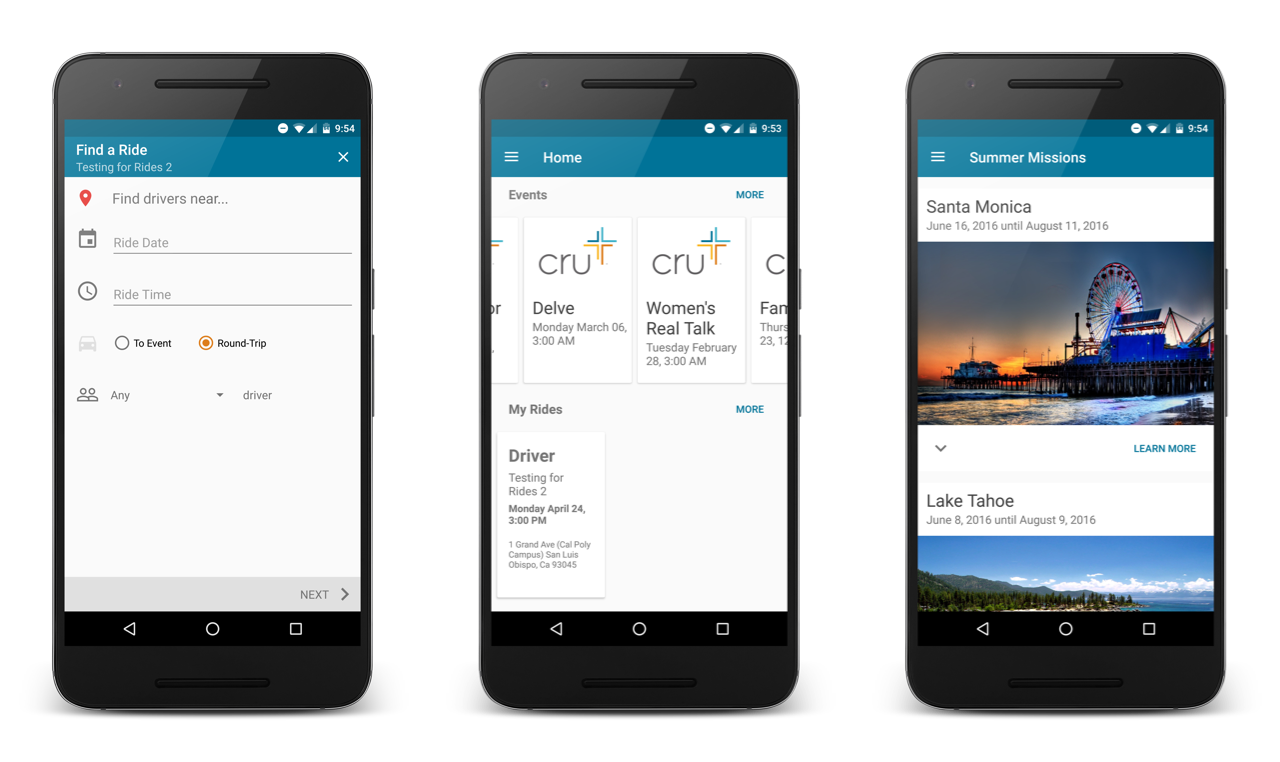 9:54
Find a Ride
Testing for Rides 2
Find drivers near...
Ride Date
Ride Time
To Event
Round-Trip
Any
driver
NEXT
9:53
Home
Events
MORE
or
,
cru
Delve
Monday March 06,
3:00 AM
cru
Women's
Real Talk
Tuesday February
28, 3:00 AM
c
Fam
Thurs
23, 12
My Rides
MORE
Driver
Testing for
Rides 2
Monday April 24,
3:00 PM
1 Grand Ave (Cal Poly
Campus) San Luis
Obispo, Ca 93045
9:54
Summer Missions
Santa Monica
June 16, 2016 until August 11, 2016
LEARN MORE
Lake Tahoe
June 8, 2016 until August 9, 2016